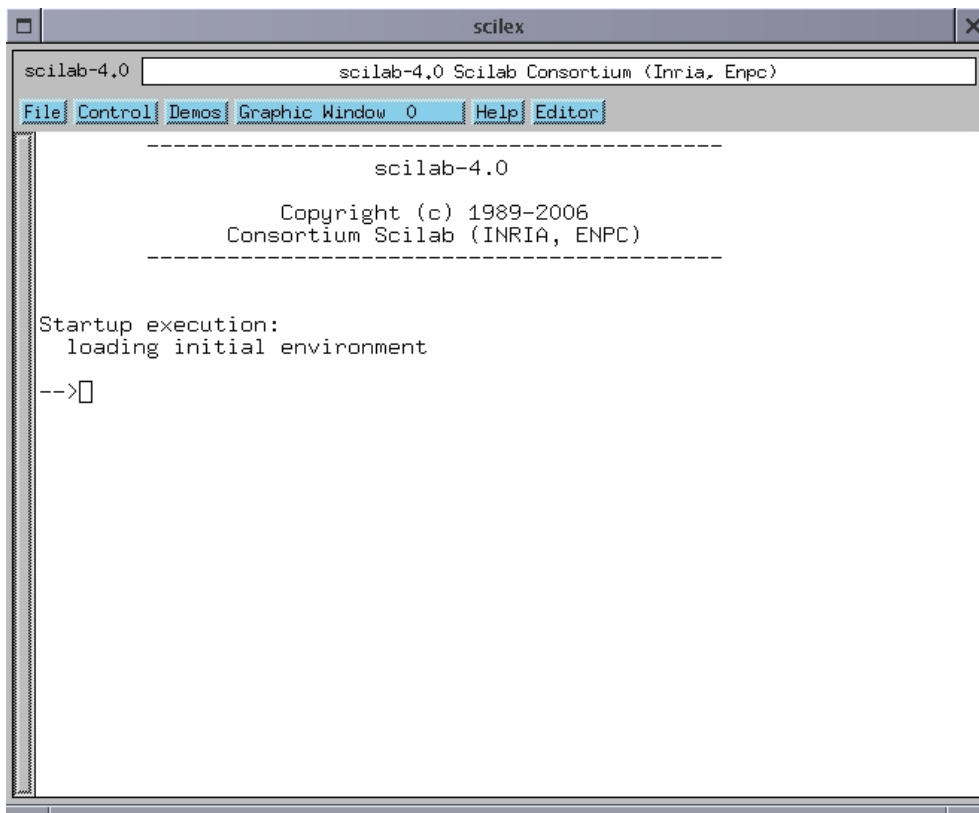 scilex
scilab-4.0 scilab-4.0 Scilab Consortium (Inria, Enpc)
File Control Demos Graphic Window 0 Help Editor
-------------------------------------------
scilab-4.0
Copyright (c) 1989-2006
Consortium Scilab (INRIA, ENPC)
-------------------------------------------
Startup execution:
loading initial environment
-->